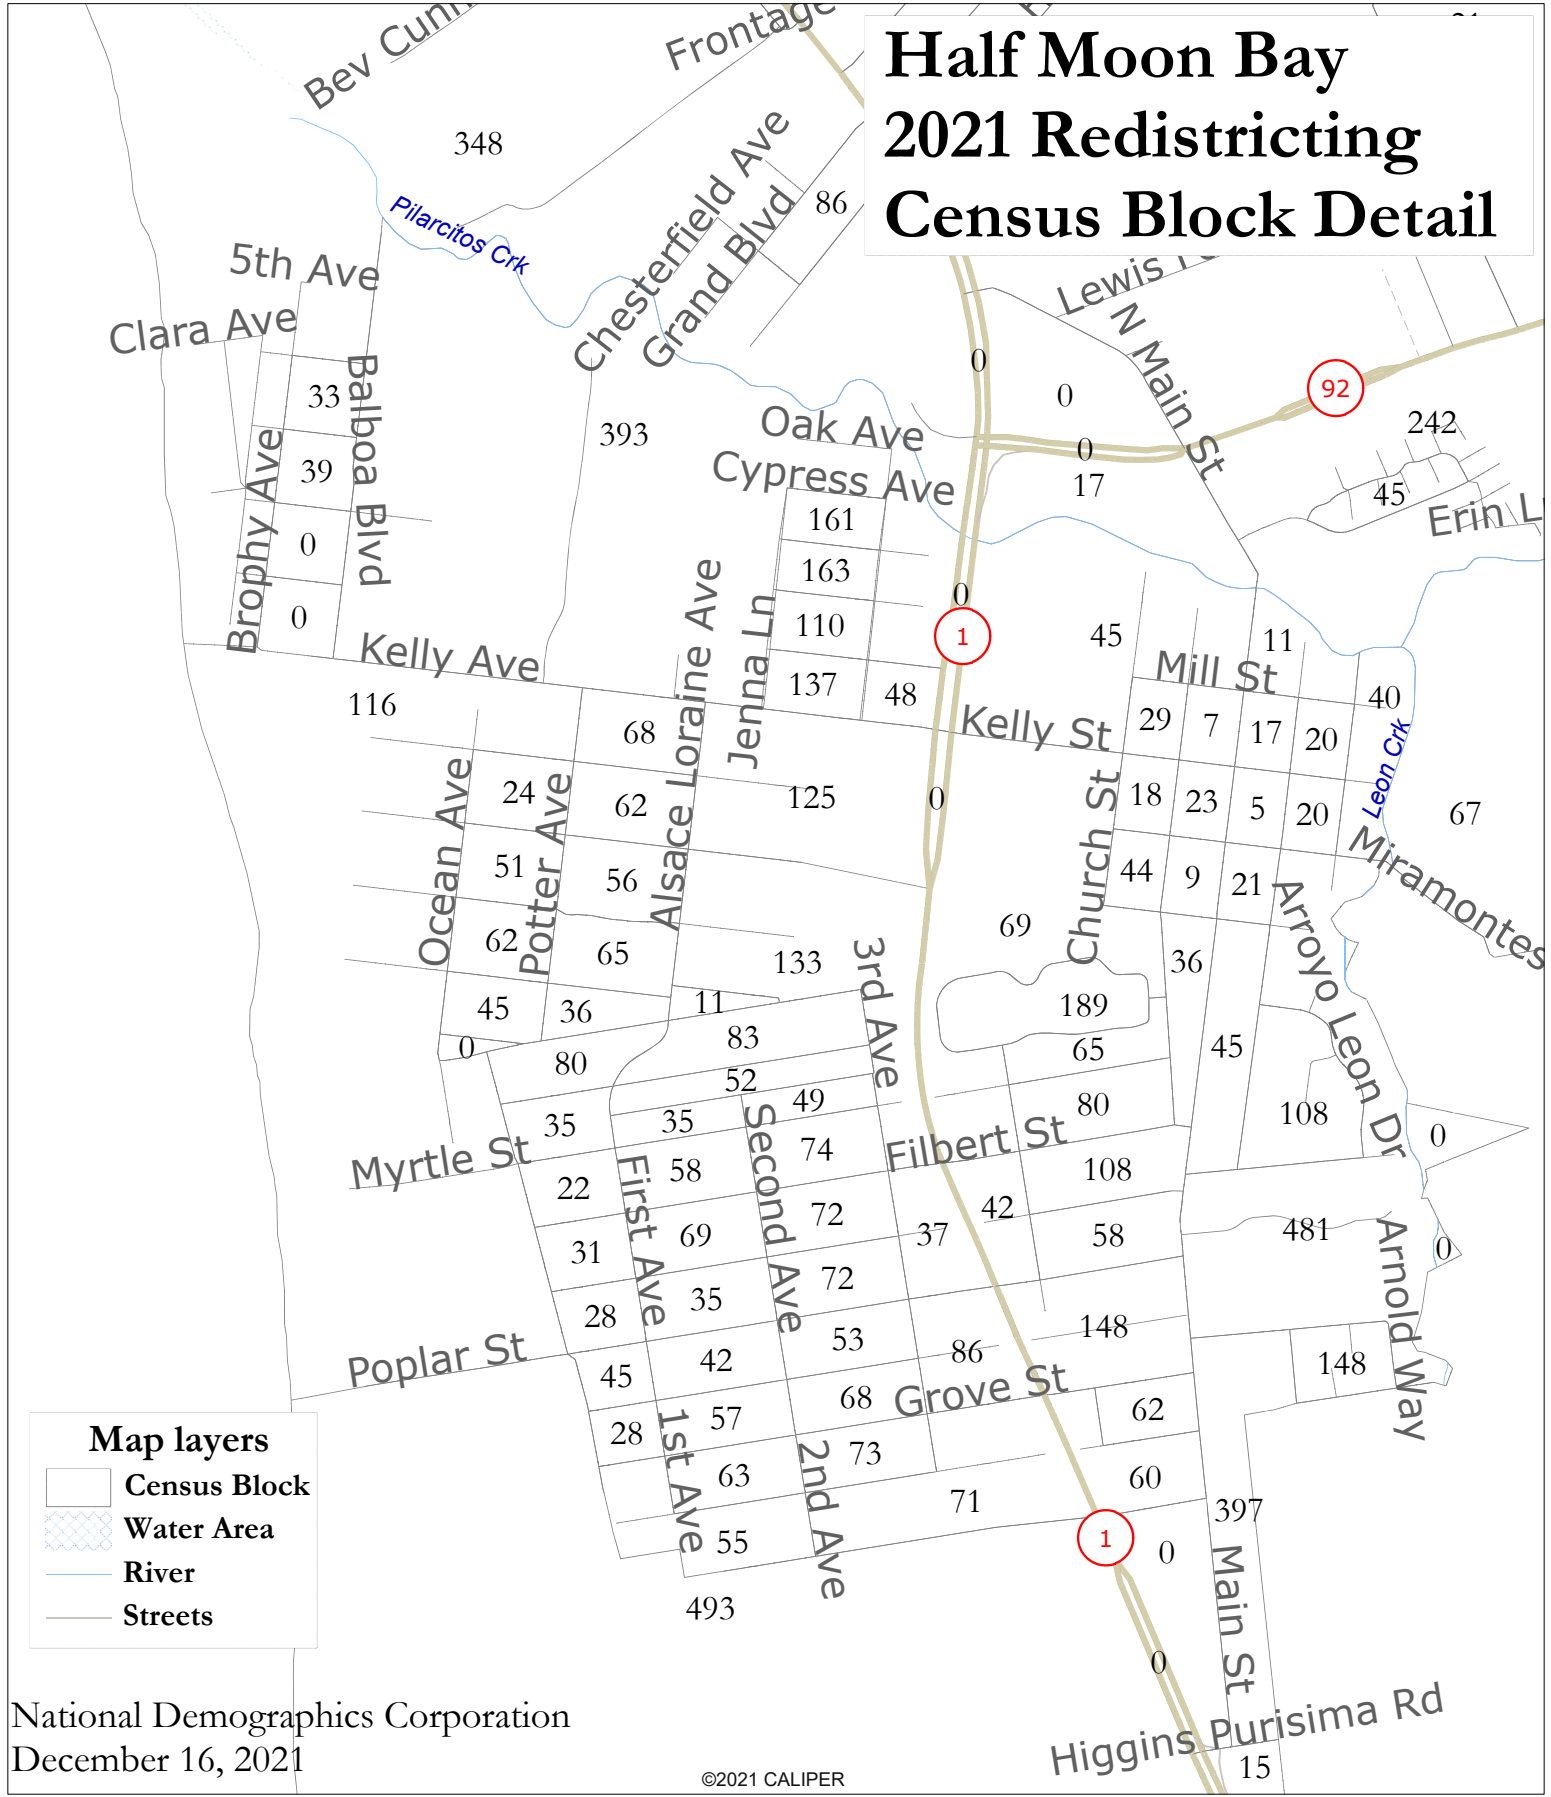 Half Moon Bay
2021 Redistricting
Census Block Detail
Frontage
348
Chesterfield Ave
86
Grand Blvd
Pilarcitos Crk
5th Ave
Clara Ave
N Main St
0
0
92
33
Balboa Blvd
393
Oak Ave
242
0
39
Cypress Ave
17
45
Erin
Brophy Ave
161
0
163
0
Alsace Loraine Ave
Jenna Ln
110
1
45
11
0
Kelly Ave
137
48
Mill St
40
116
68
Kelly St
29
7
17
20
Leon Crk
24
62
125
0
18
23
5
20
67
Ocean Ave
Potter Ave
Church St
Miramontes
51
56
44
9
21
62
65
133
3rd Ave
69
36
Arroyo Leon Dr
45
36
11
189
0
80
83
65
45
52
35
35
49
80
108
0
Myrtle St
Second Ave
74
Filbert St
22
First Ave
58
108
31
69
72
37
42
58
481
Arnold Way
0
28
35
72
Poplar St
53
86
148
148
45
42
68
Grove St
62
28
1st Ave
57
73
63
2nd Ave
71
60
397
55
1
0
Main St
493
0
Higgins Purisima Rd
15
Map layers
Census Block
Water Area
River
Streets
National Demographics Corporation
December 16, 2021
©2021 CALIPER